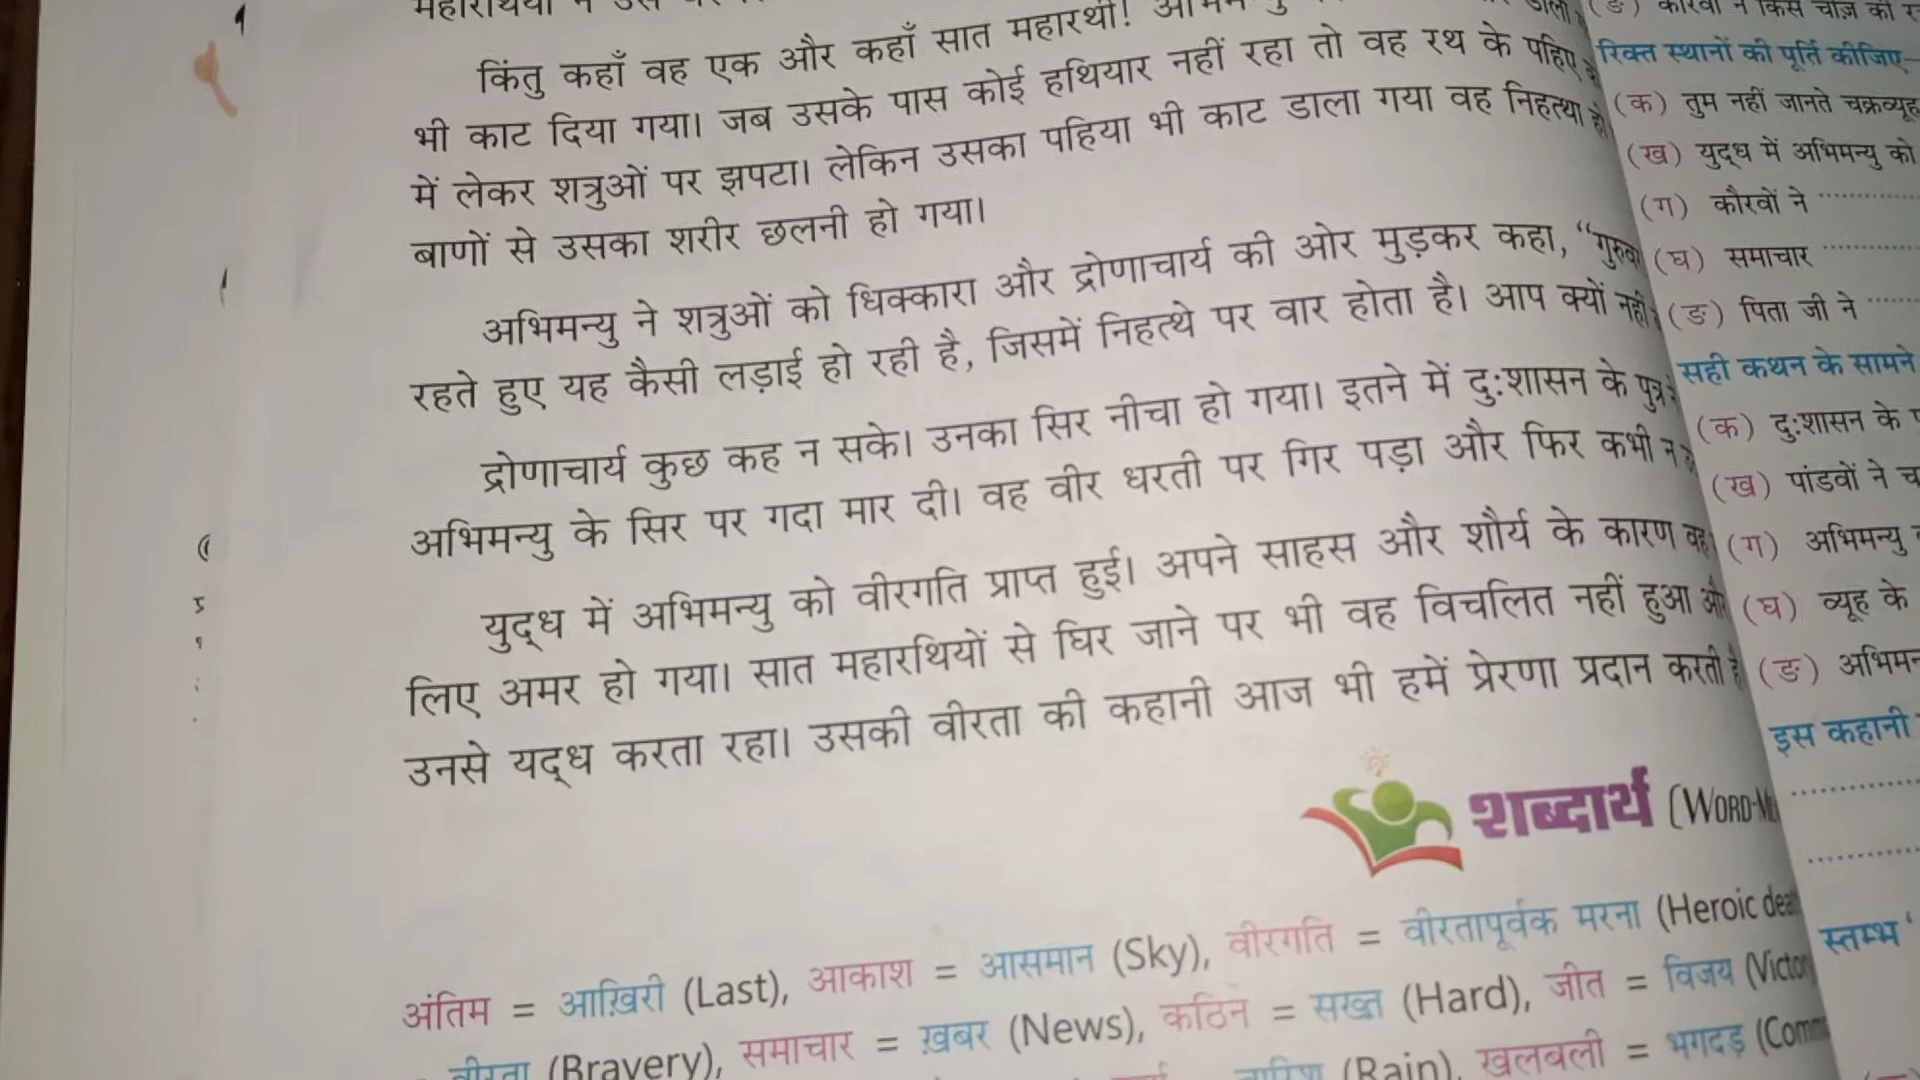 किंतु कहाँ वह एक और कहाँ सात महारथी!
भी काट दिया गया। जब उसके पास कोई हथियार नहीं रहा तो वह रथ के पहिए
में लेकर शत्रुओं पर झपटा। लेकिन उसका पहिया भी काट डाला गया वह निहत्था हो
बाणों से उसका शरीर छलनी हो गया।
अभिमन्यु ने शत्रुओं को धिक्कारा और द्रोणाचार्य की ओर मुड़कर कहा,
रहते हुए यह कैसी लड़ाई हो रही है, जिसमें निहत्थे पर वार होता है। आप क्यों नहीं
द्रोणाचार्य कुछ कह न सके। उनका सिर नीचा हो गया। इतने में दु:शासन के पुत्र
अभिमन्यु के सिर पर गदा मार दी। वह वीर धरती पर गिर पड़ा और फिर कभी न
युद्ध में अभिमन्यु को वीरगति प्राप्त हुई। अपने साहस और शौर्य के कारण वह
लिए अमर हो गया। सात महारथियों से घिर जाने पर भी वह विचलित नहीं हुआ
उनसे यद्ध करता रहा। उसकी वीरता की कहानी आज भी हमें प्रेरणा प्रदान करती
शब्दार्थ (WORD-
अंतिम = आख़िरी (Last), आकाश = आसमान (Sky), वीरगति = वीरतापूर्वक मरना (Heroic
वीरता (Bravery), समाचार = ख़बर (News), कठिन = सख़्त (Hard), जीत = विजय
(Rain), खलबली = भगदड़
रिक्त स्थानों की पूर्ति कीजिए–
(क) तुम नहीं जानते चक्रव्यूह
(ख) युद्ध में अभिमन्यु को
(ग) कौरवों ने
(घ) समाचार
(ङ) पिता जी ने
सही कथन के सामने
(क) दु:शासन के
(ख) पांडवों ने
(ग) अभिमन्यु
(घ) व्यूह के
(ङ)
इस कहानी
स्तम्भ